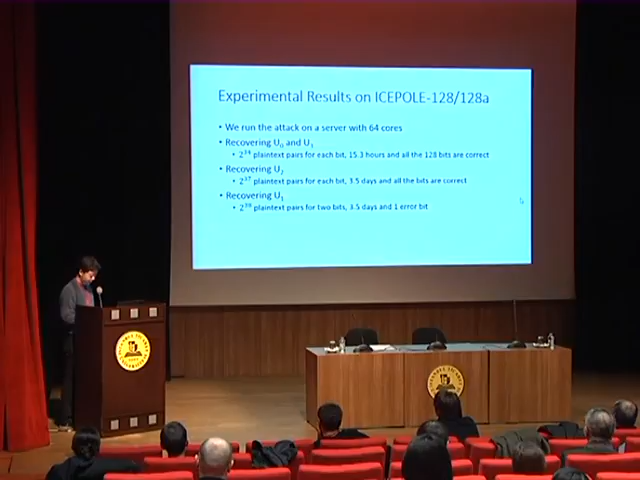 Experimental Results on ICEPOLE-128/128a
• We run the attack on a server with 64 cores
• Recovering U₀ and U₃
• 2³⁴ plaintext pairs for each bit, 15.3 hours and all the 128 bits are correct
• Recovering U₂
• 2³⁷ plaintext pairs for each bit, 3.5 days and all the bits are correct
• Recovering U₁
• 2³⁹ plaintext pairs for two bits, 3.5 days and 1 error bit